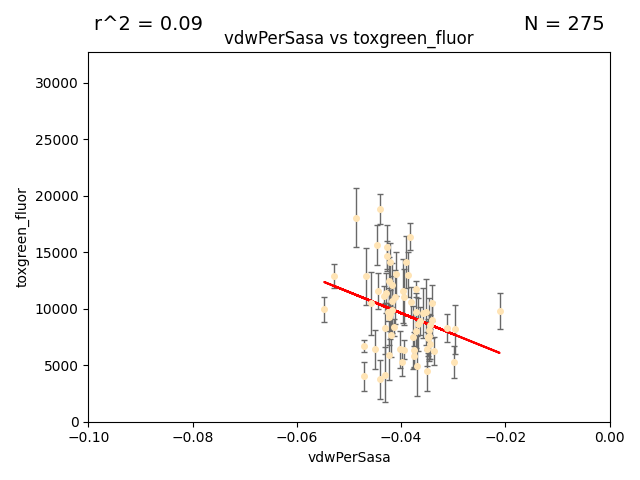 r^2 = 0.09
N = 275
vdwPerSasa vs toxgreen_fluor
30000
25000
20000
15000
10000
5000
0
toxgreen_fluor
−0.10
−0.08
−0.06
−0.04
−0.02
0.00
vdwPerSasa